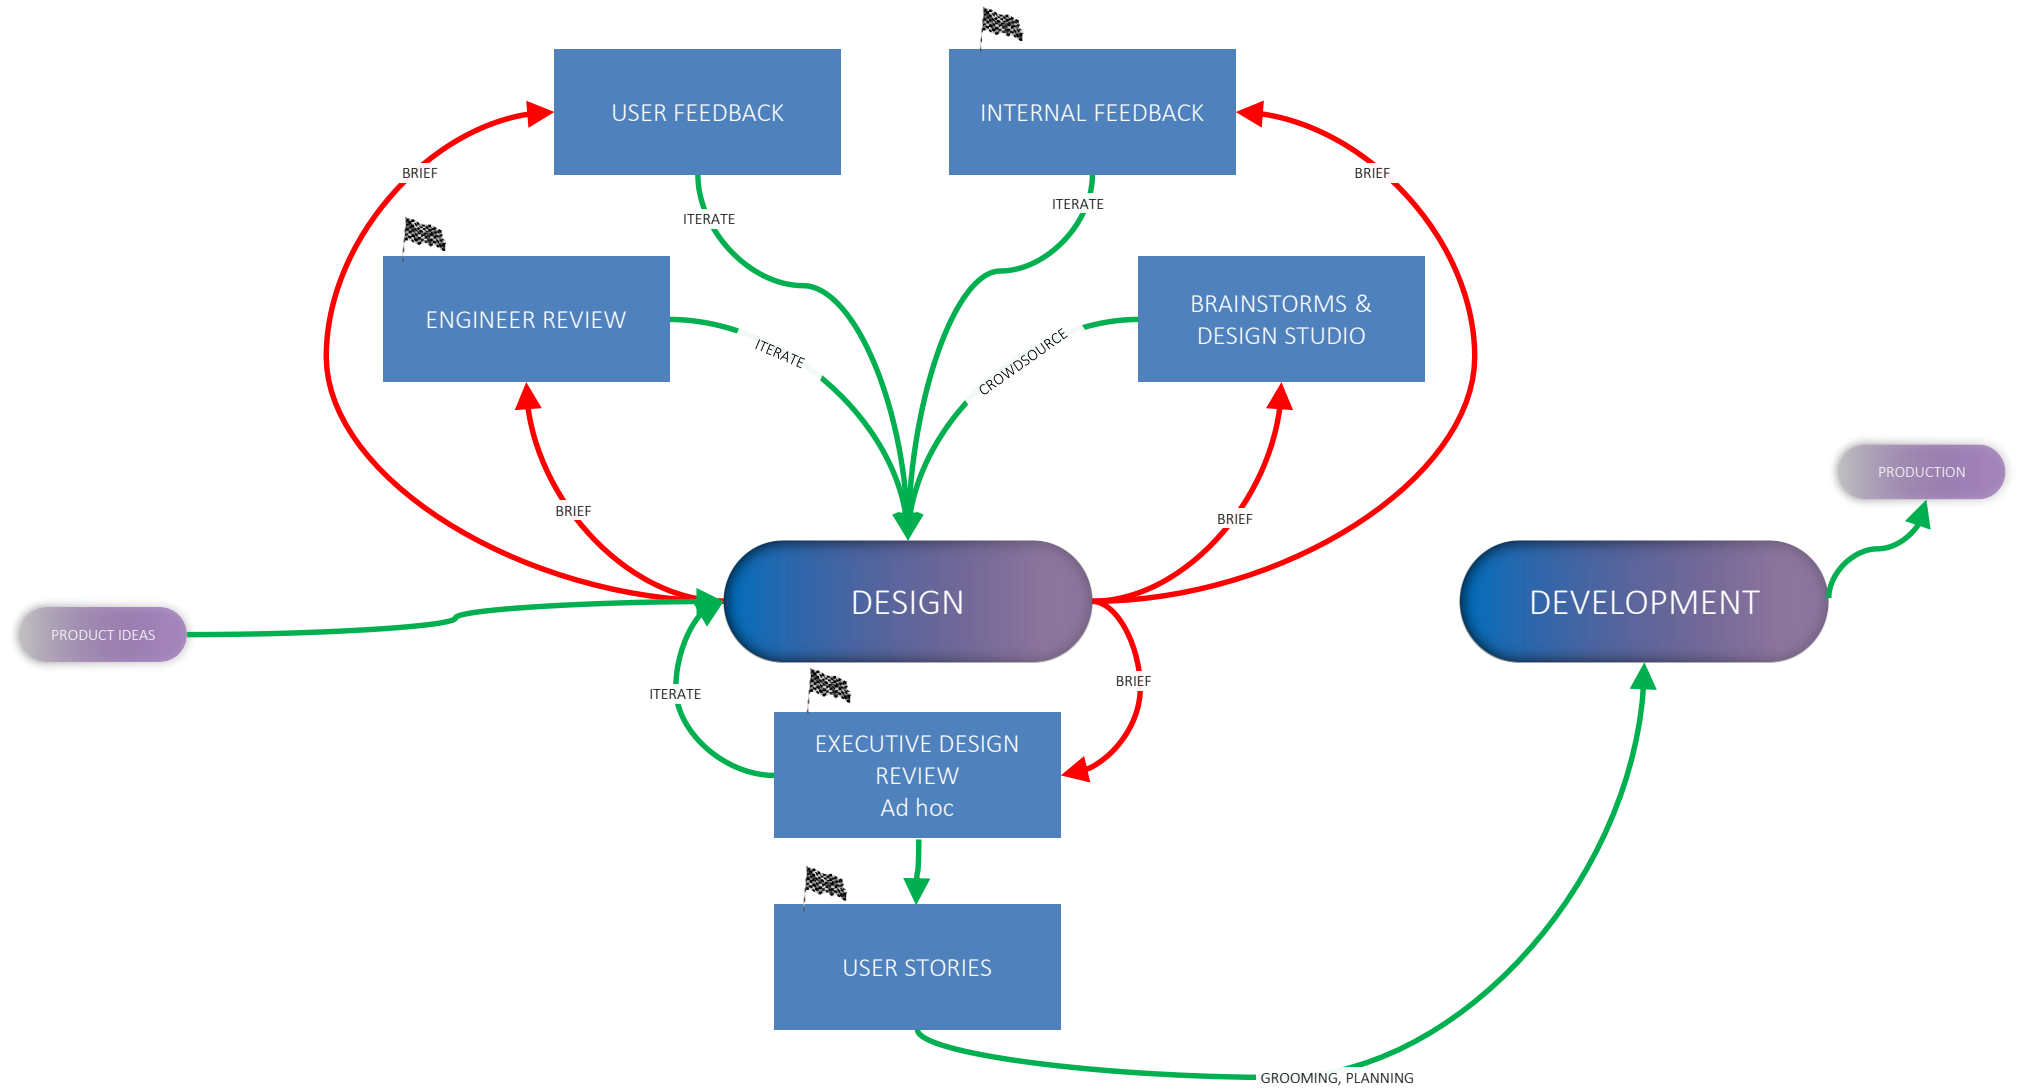 USER FEEDBACK
INTERNAL FEEDBACK
BRIEF
BRIEF
ITERATE
ITERATE
ENGINEER REVIEW
BRAINSTORMS &
DESIGN STUDIO
ITERATE
CROWDSOURCE
PRODUCTION
BRIEF
BRIEF
DESIGN
DEVELOPMENT
PRODUCT IDEAS
BRIEF
ITERATE
EXECUTIVE DESIGN
REVIEW
Ad hoc
USER STORIES
GROOMING, PLANNING